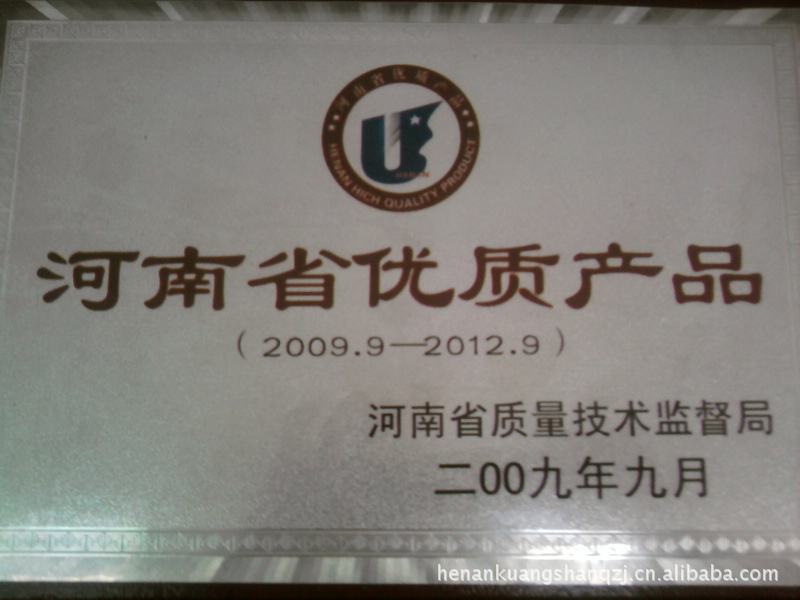 河南省优质产品
HENAN HICH QUALITY PRODUCT
HENAN
河南省优质产品
(2009.9—2012.9)
河南省质量技术监督局
二00九年九月
henankuangshanqzj.cn.alibaba.com